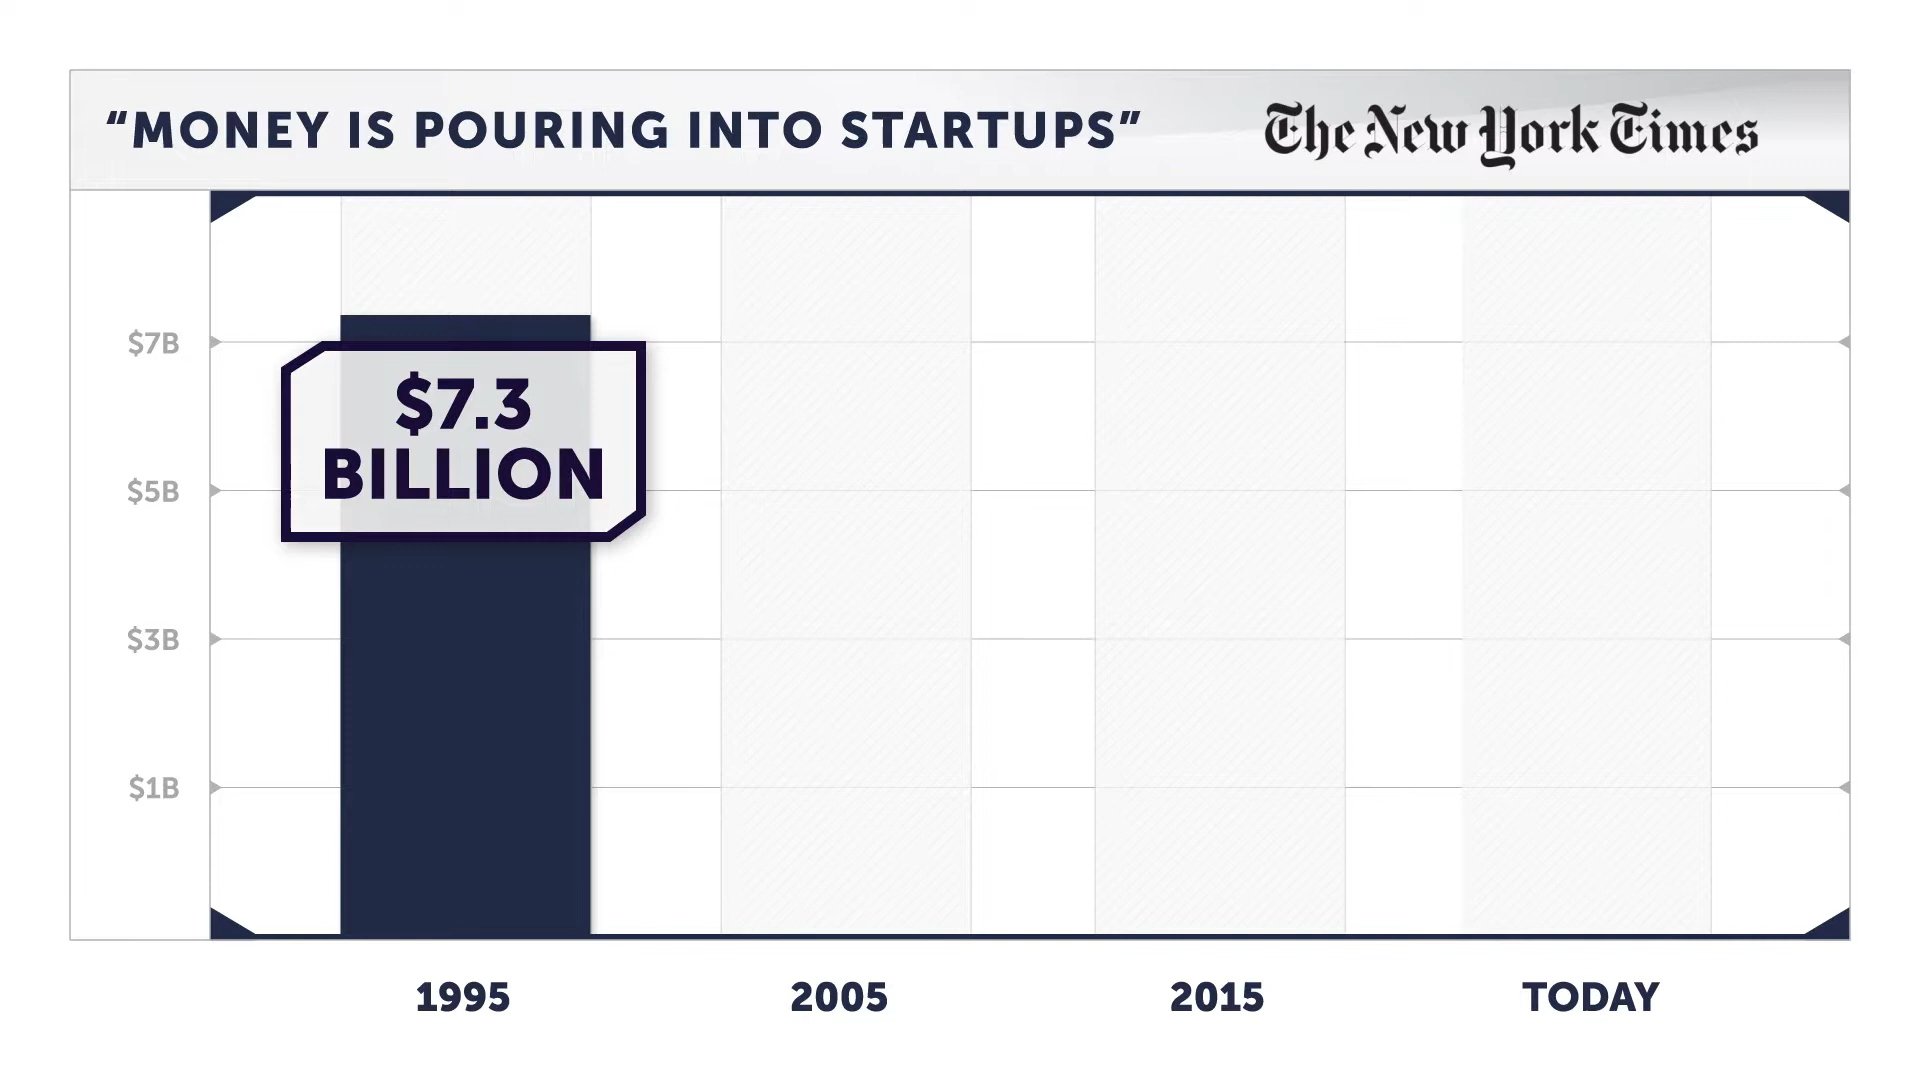 “MONEY IS POURING INTO STARTUPS”
The New York Times
$7B
$5B
$3B
$1B
$7.3
BILLION
1995
2005
2015
TODAY